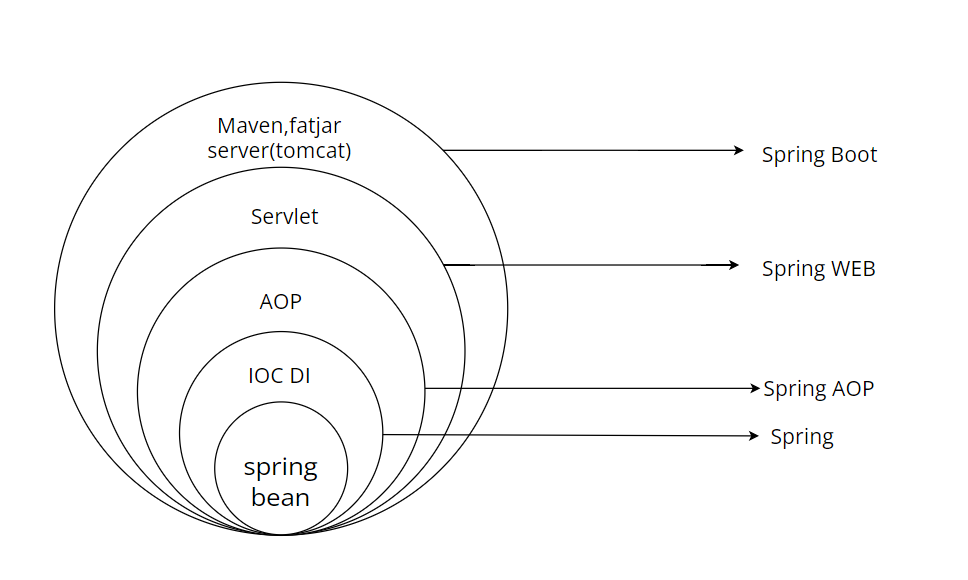 Maven,fatjar
server(tomcat)
Spring Boot
Servlet
Spring WEB
AOP
IOC DI
Spring AOP
Spring
spring
bean